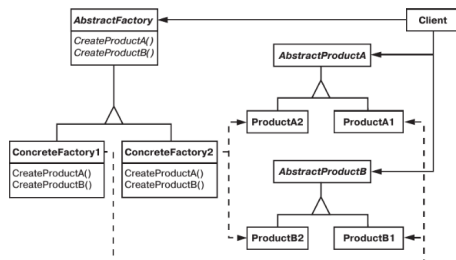 AbstractFactory
CreateProductA()
CreateProductB()
Client
AbstractProductA
ProductA2
ProductA1
ConcreteFactory1
CreateProductA()
CreateProductB()
ConcreteFactory2
CreateProductA()
CreateProductB()
AbstractProductB
ProductB2
ProductB1